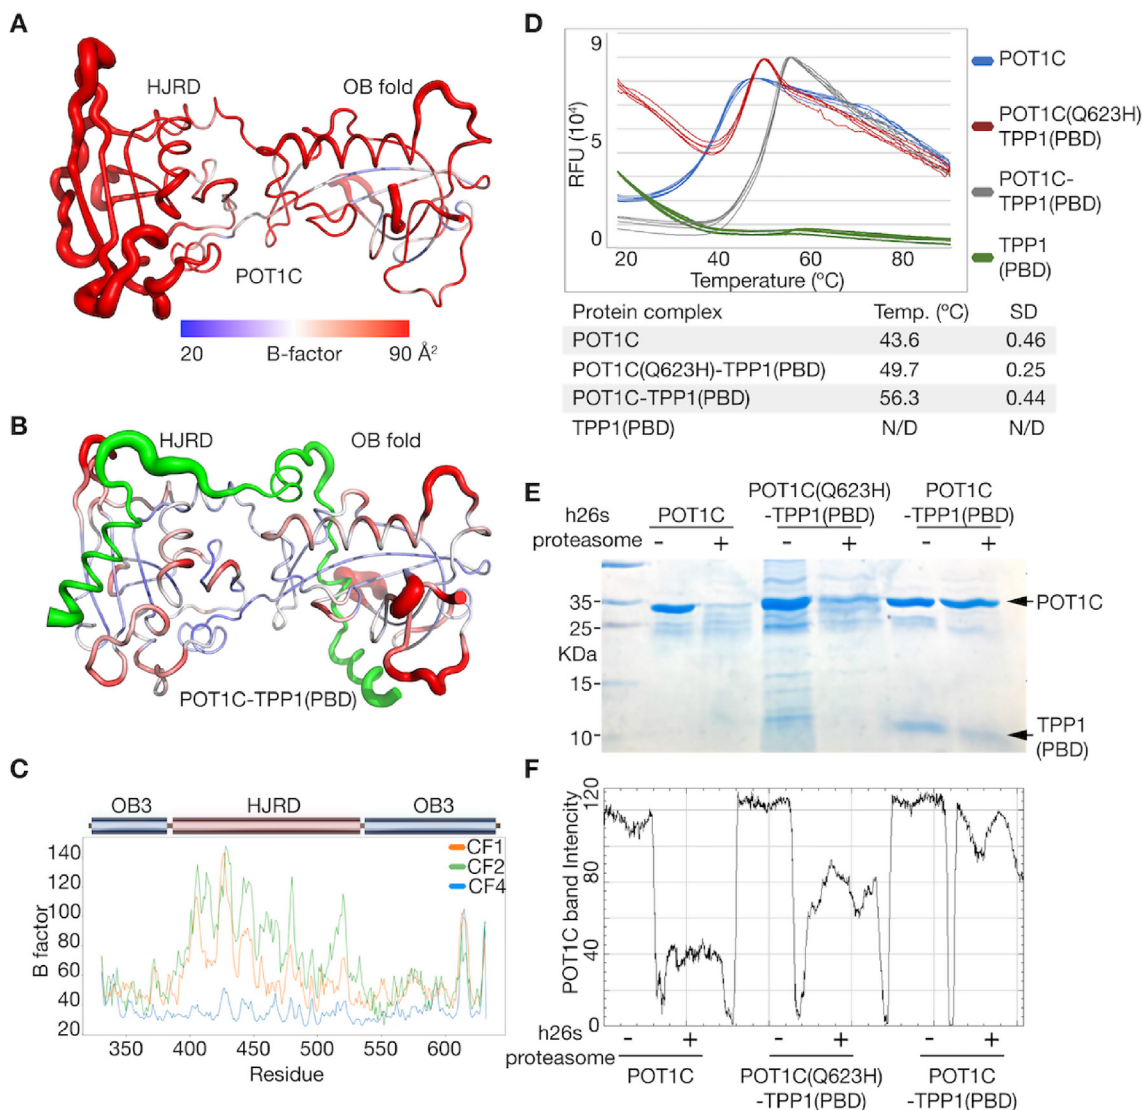 A
HJRD
OB fold
POT1C
20
B-factor
90 Å²
B
HJRD
OB fold
POT1C-TPP1(PBD)
C
OB3
HJRD
OB3
140
120
100
80
60
40
20
B factor
CF1
CF2
CF4
350
400
450
500
550
600
Residue
D
9
5
0
RFU (10⁴)
20
40
60
80
Temperature (ºC)
POT1C
POT1C(Q623H)
TPP1(PBD)
POT1C-
TPP1(PBD)
TPP1
(PBD)
Protein complex Temp. (ºC) SD
POT1C 43.6 0.46
POT1C(Q623H)-TPP1(PBD) 49.7 0.25
POT1C-TPP1(PBD) 56.3 0.44
TPP1(PBD) N/D N/D
E
h26s
proteasome
POT1C
POT1C(Q623H)
-TPP1(PBD)
POT1C
-TPP1(PBD)
- + - + - +
35
25
KDa
15
10
POT1C
TPP1
(PBD)
F
120
80
40
0
POT1C band Intencity
h26s
proteasome
- + - + - +
POT1C
POT1C(Q623H)
-TPP1(PBD)
POT1C
-TPP1(PBD)